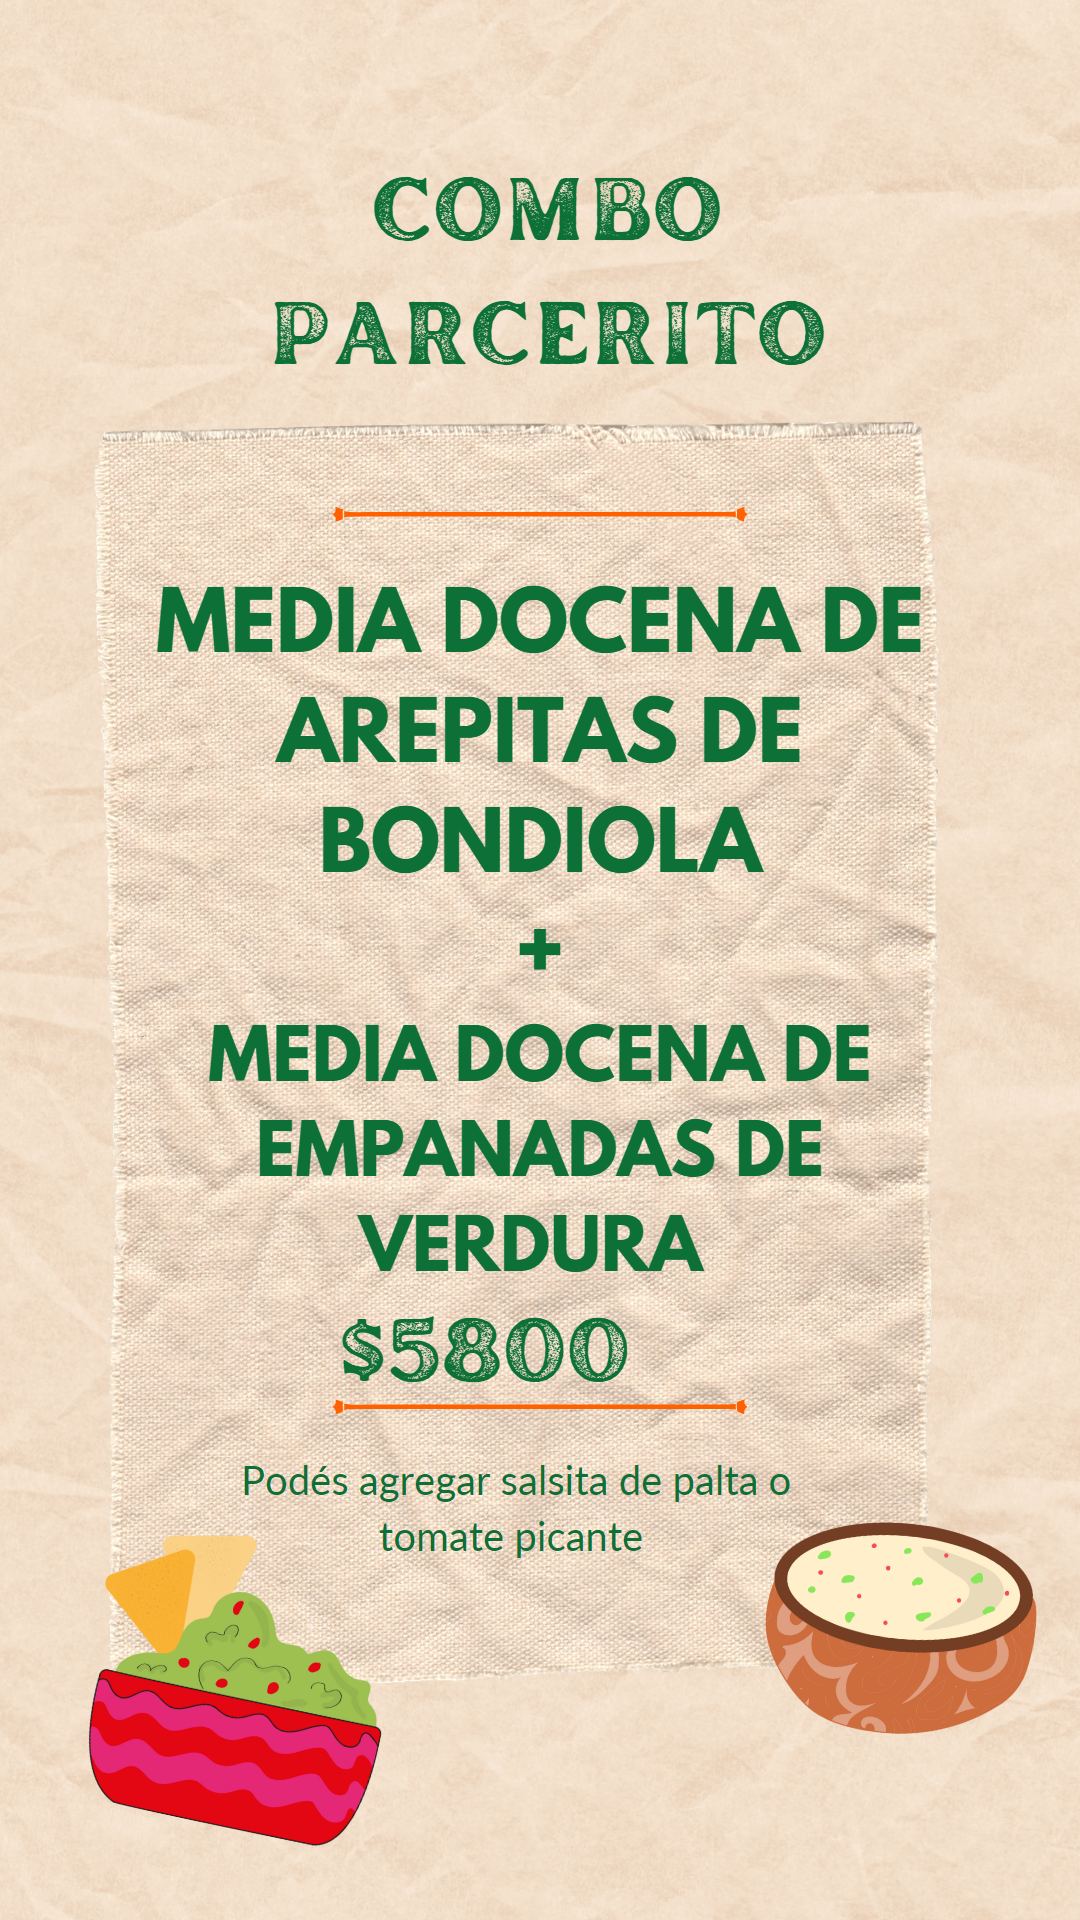 COMBO
PARCERITO
MEDIA DOCENA DE
AREPITAS DE
BONDIOLA
+
MEDIA DOCENA DE
EMPANADAS DE
VERDURA
$5800
Podés agregar salsita de palta o
tomate picante